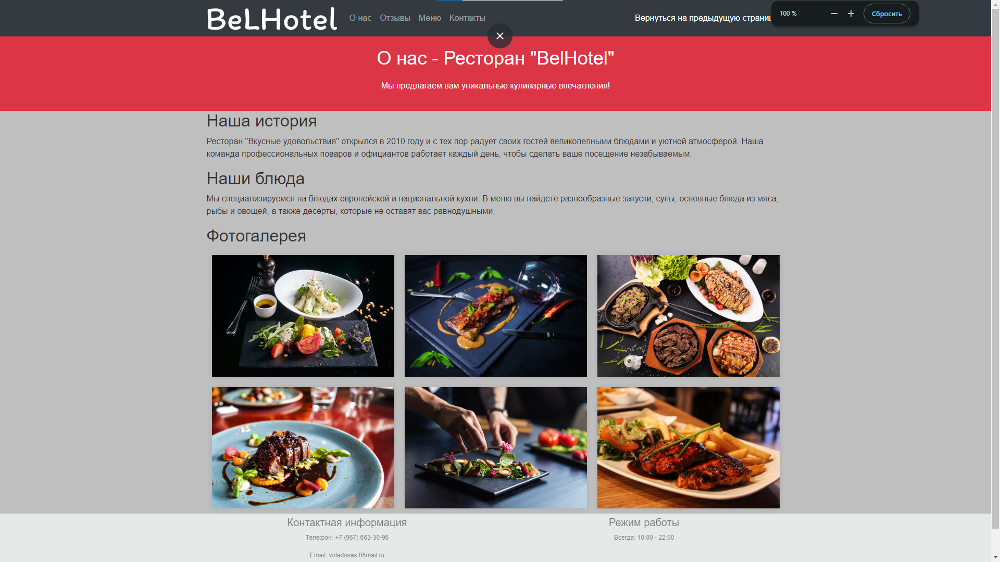 BeLHotel
О нас
Отзывы
Меню
Контакты
Вернуться на предыдущую страни
100 %
Сбросить
О нас - Ресторан "BelHotel"
Мы предлагаем вам уникальные кулинарные впечатления!
Наша история
Ресторан "Вкусные удовольствия" открылся в 2010 году и с тех пор радует своих гостей великолепными блюдами и уютной атмосферой. Наша
команда профессиональных поваров и официантов работает каждый день, чтобы сделать ваше посещение незабываемым.
Наши блюда
Мы специализируемся на блюдах европейской и национальной кухни. В меню вы найдете разнообразные закуски, супы, основные блюда из мяса,
рыбы и овощей, а также десерты, которые не оставят вас равнодушными.
Фотогалерея
Контактная информация
Телефон: +7 (967) 663-30-96
Email: voladosas.05mail.ru
Режим работы
Всегда: 10:00 - 22:00